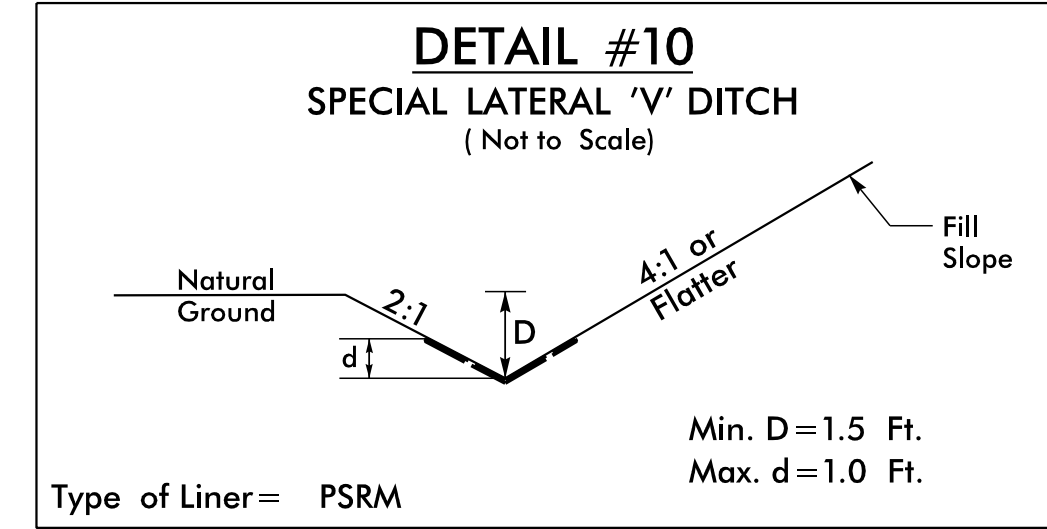 DETAIL #10
SPECIAL LATERAL 'V' DITCH
( Not to Scale)
Natural
Ground
2:1
d
D
4:1 or
Flatter
Fill
Slope
Min. D=1.5 Ft.
Max. d=1.0 Ft.
Type of Liner= PSRM